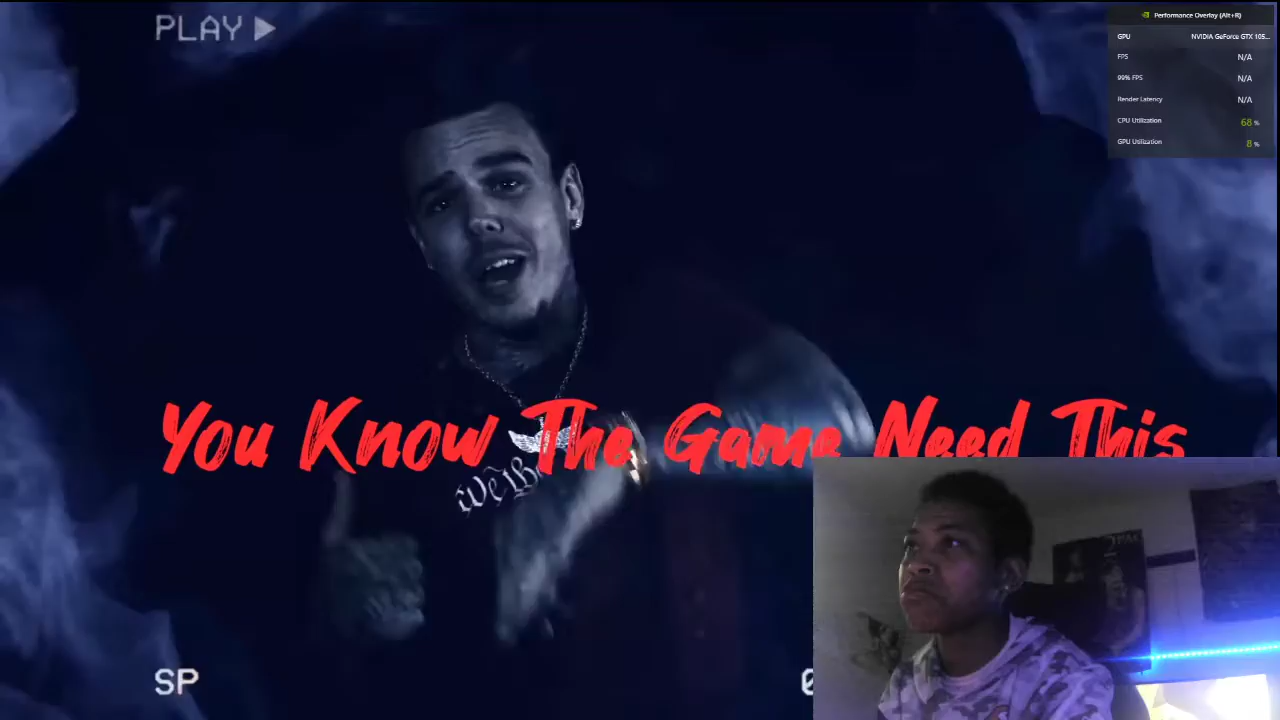 PLAY
Performance Overlay (Alt+R)
GPU NVIDIA GeForce GTX 105...
FPS N/A
99% FPS N/A
Render Latency N/A
CPU Utilization 68 %
GPU Utilization 8 %
You Know The Game Need This
2PAC
SP